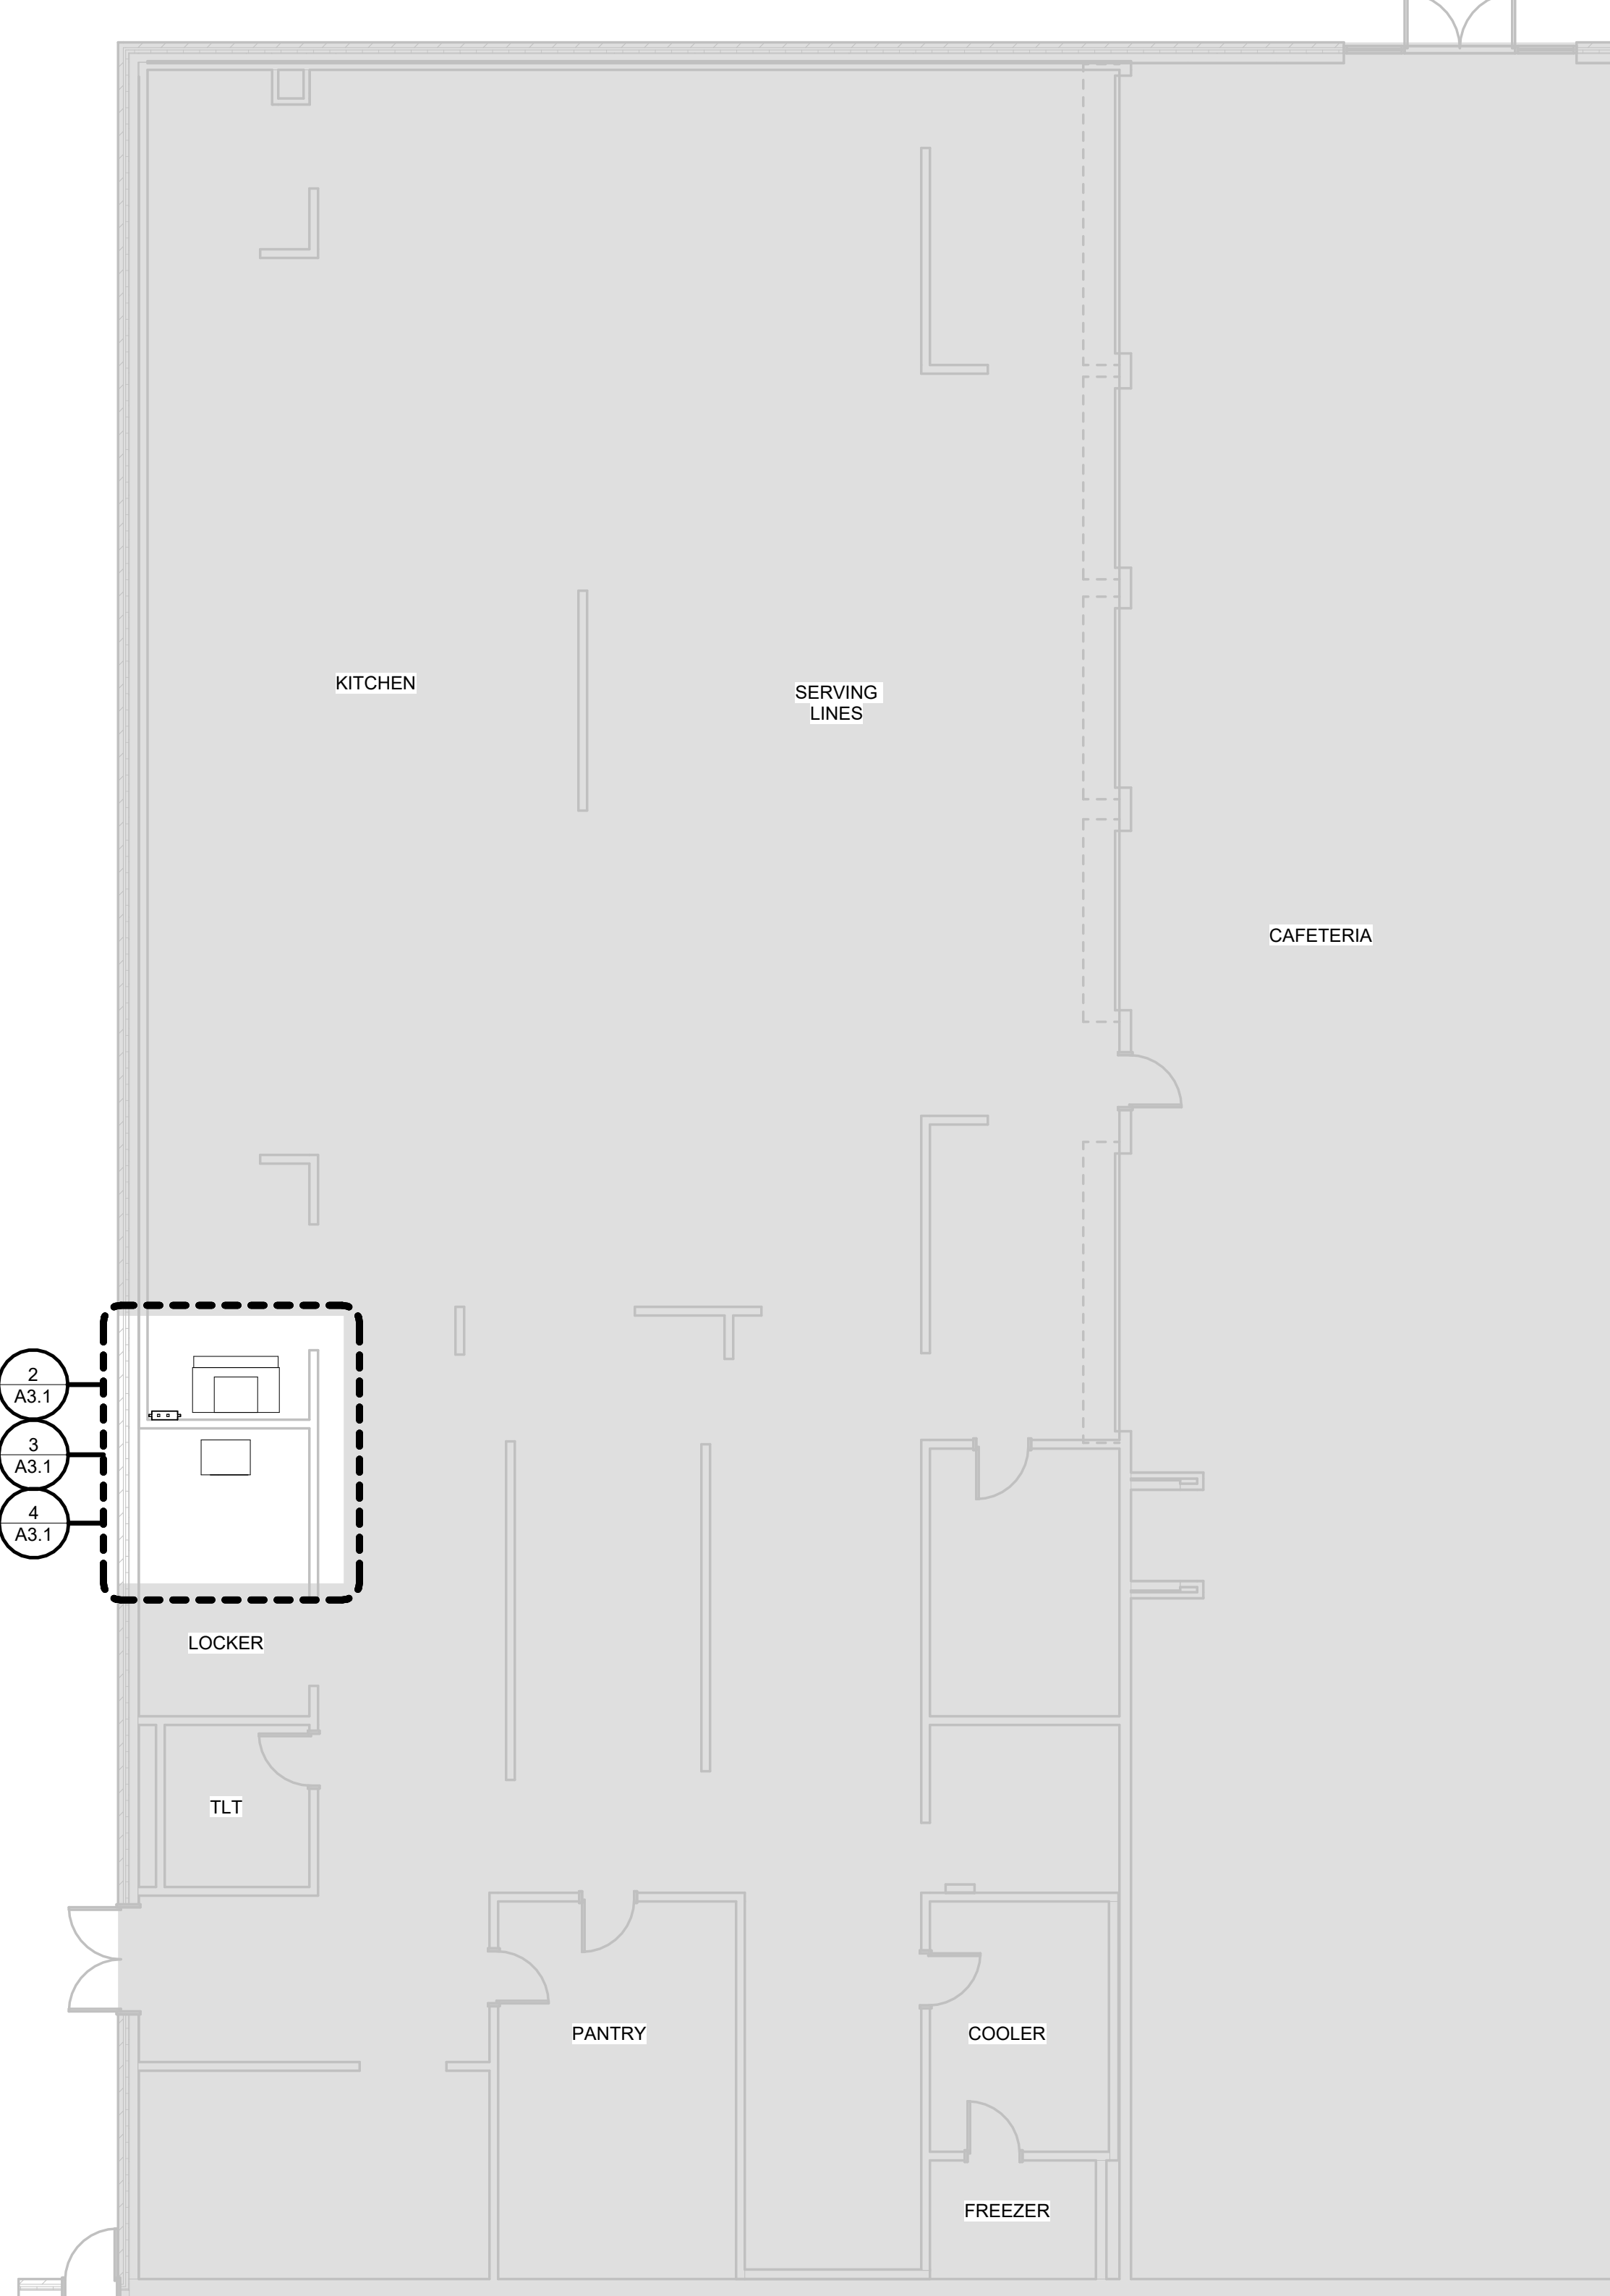 KITCHEN
SERVING
LINES
CAFETERIA
2
A3.1
3
A3.1
4
A3.1
LOCKER
TLT
PANTRY
COOLER
FREEZER